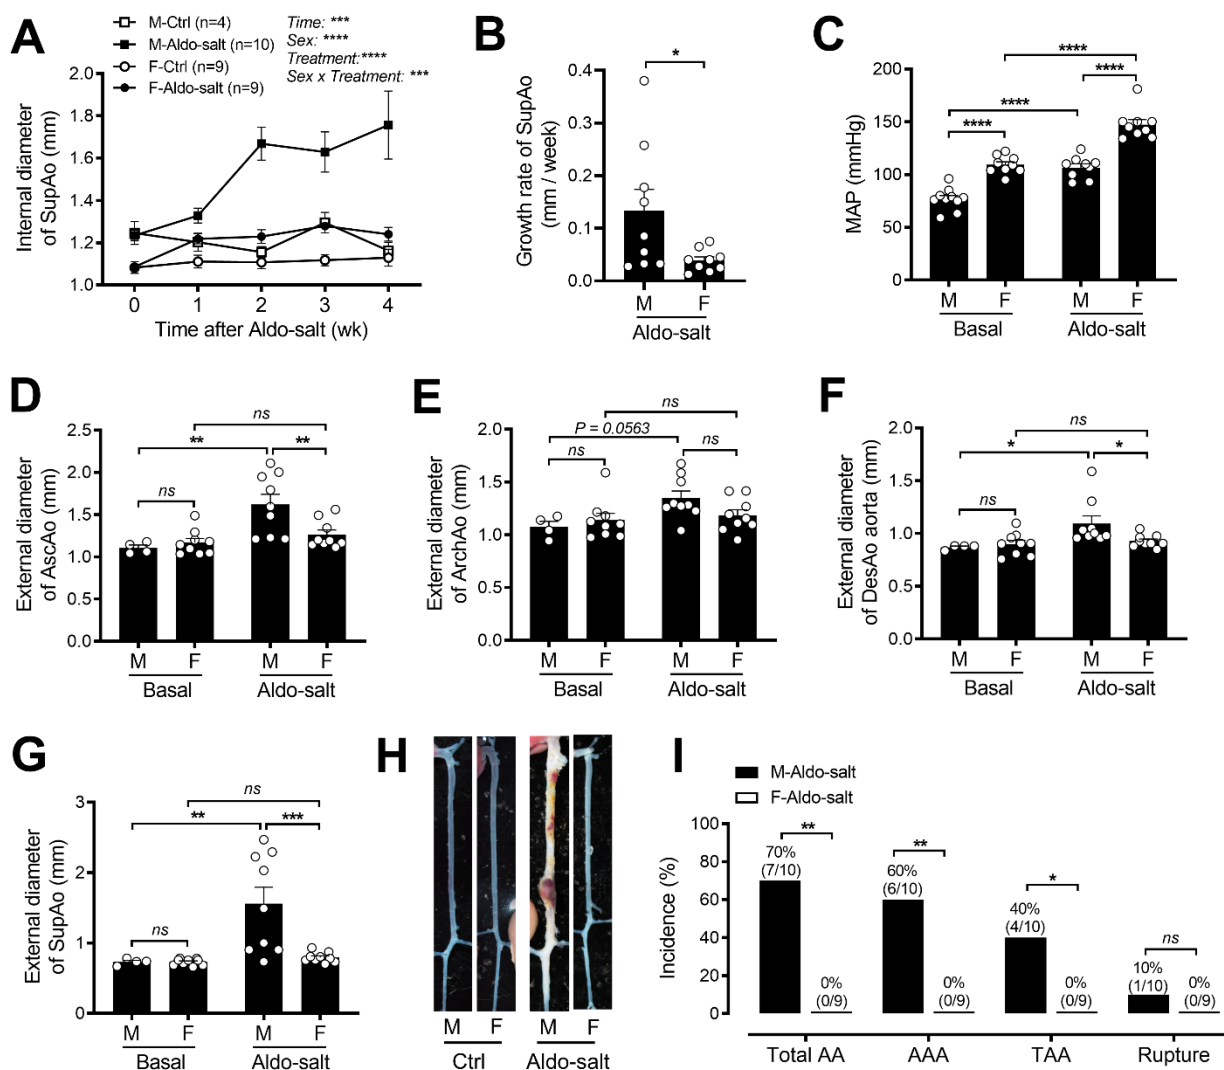 A
M-Ctrl (n=4)
M-Aldo-salt (n=10)
F-Ctrl (n=9)
F-Aldo-salt (n=9)
Time: ***
Sex: ****
Treatment:****
Sex x Treatment: ***
Internal diameter
of SupAo (mm)
2.0
1.8
1.6
1.4
1.2
1.0
0 1 2 3 4
Time after Aldo-salt (wk)
B
Growth rate of SupAo
(mm / week)
0.4
0.3
0.2
0.1
0.0
*
M F
Aldo-salt
C
MAP (mmHg)
200
150
100
50
0
****
****
****
****
M F M F
Basal Aldo-salt
D
External diameter
of AscAo (mm)
2.5
2.0
1.5
1.0
0.5
0.0
ns
** **
ns
M F M F
Basal Aldo-salt
E
External diameter
of ArchAo (mm)
2.0
1.5
1.0
0.5
0.0
ns
P = 0.0563
ns ns
M F M F
Basal Aldo-salt
F
External diameter
of DesAo aorta (mm)
2.0
1.5
1.0
0.5
0.0
ns
* *
ns
M F M F
Basal Aldo-salt
G
External diameter
of SupAo (mm)
3
2
1
0
ns
** ***
ns
M F M F
Basal Aldo-salt
H
M F M F
Ctrl Aldo-salt
I
M-Aldo-salt
F-Aldo-salt
Incidence (%)
100
80
60
40
20
0
**
70%
(7/10)
0%
(0/9)
**
60%
(6/10)
0%
(0/9)
*
40%
(4/10)
0%
(0/9)
ns
10%
(1/10)
0%
(0/9)
Total AA AAA TAA Rupture